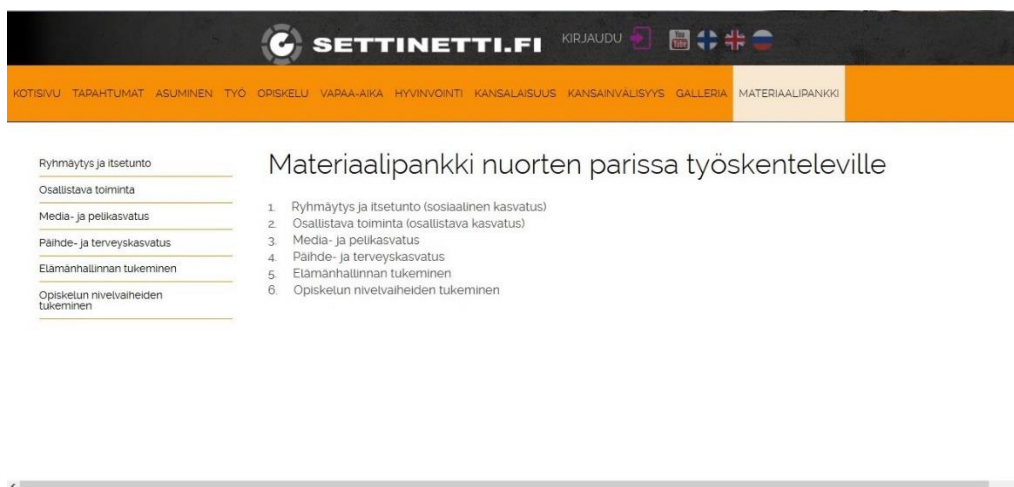 SETTINETTI.FI
KIRJAUDU
You Tube
KOTISIVU TAPAHTUMAT ASUMINEN TYÖ OPISKELU VAPAA-AIKA HYVINVOINTI KANSALAISUUS KANSAINVÄLISYYS GALLERIA MATERIAALIPANKKI
Ryhmäytys ja itsetunto
Osallistava toiminta
Media- ja pelikasvatus
Päihde- ja terveyskasvatus
Elämänhallinnan tukeminen
Opiskelun nivelvaiheiden
tukeminen
Materiaalipankki nuorten parissa työskenteleville
1. Ryhmäytys ja itsetunto (sosiaalinen kasvatus)
2. Osallistava toiminta (osallistava kasvatus)
3. Media- ja pelikasvatus
4. Päihde- ja terveyskasvatus
5. Elämänhallinnan tukeminen
6. Opiskelun nivelvaiheiden tukeminen